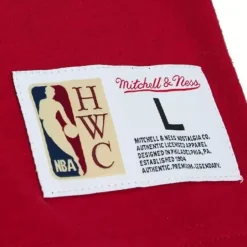 Mitchell & Ness
H
W
C
NBA
L
MITCHELL & NESS NOSTALGIA CO.
AUTHENTIC LICENSED APPAREL
DESIGNED IN PHILADELPHIA, PA.
ESTABLISHED 1904
AUTHENTIC. PREMIUM. LEGENDARY.